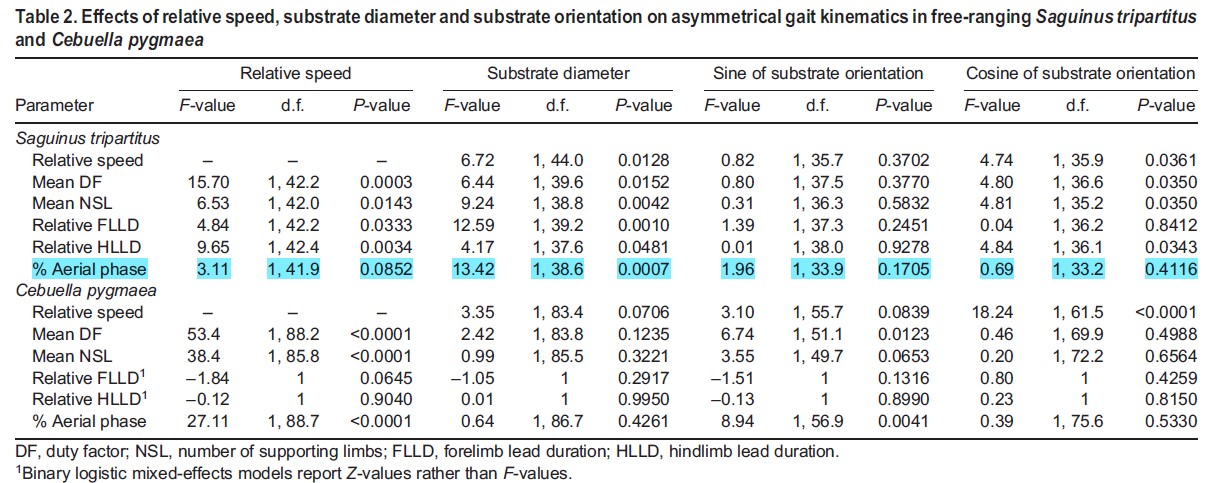 Table 2. Effects of relative speed, substrate diameter and substrate orientation on asymmetrical gait kinematics in free-ranging Saguinus tripartitus
and Cebuella pygmaea
Relative speed Substrate diameter Sine of substrate orientation Cosine of substrate orientation
Parameter F-value d.f. P-value F-value d.f. P-value F-value d.f. P-value F-value d.f. P-value
Saguinus tripartitus
Relative speed – – – 6.72 1, 44.0 0.0128 0.82 1, 35.7 0.3702 4.74 1, 35.9 0.0361
Mean DF 15.70 1, 42.2 0.0003 6.44 1, 39.6 0.0152 0.80 1, 37.5 0.3770 4.80 1, 36.6 0.0350
Mean NSL 6.53 1, 42.0 0.0143 9.24 1, 38.8 0.0042 0.31 1, 36.3 0.5832 4.81 1, 35.2 0.0350
Relative FLLD 4.84 1, 42.2 0.0333 12.59 1, 39.2 0.0010 1.39 1, 37.3 0.2451 0.04 1, 36.2 0.8412
Relative HLLD 9.65 1, 42.4 0.0034 4.17 1, 37.6 0.0481 0.01 1, 38.0 0.9278 4.84 1, 36.1 0.0343
% Aerial phase 3.11 1, 41.9 0.0852 13.42 1, 38.6 0.0007 1.96 1, 33.9 0.1705 0.69 1, 33.2 0.4116
Cebuella pygmaea
Relative speed – – – 3.35 1, 83.4 0.0706 3.10 1, 55.7 0.0839 18.24 1, 61.5 <0.0001
Mean DF 53.4 1, 88.2 <0.0001 2.42 1, 83.8 0.1235 6.74 1, 51.1 0.0123 0.46 1, 69.9 0.4988
Mean NSL 38.4 1, 85.8 <0.0001 0.99 1, 85.5 0.3221 3.55 1, 49.7 0.0653 0.20 1, 72.2 0.6564
Relative FLLD¹ –1.84 1 0.0645 –1.05 1 0.2917 –1.51 1 0.1316 0.80 1 0.4259
Relative HLLD¹ –0.12 1 0.9040 0.01 1 0.9950 –0.13 1 0.8990 0.23 1 0.8150
% Aerial phase 27.11 1, 88.7 <0.0001 0.64 1, 86.7 0.4261 8.94 1, 56.9 0.0041 0.39 1, 75.6 0.5330
DF, duty factor; NSL, number of supporting limbs; FLLD, forelimb lead duration; HLLD, hindlimb lead duration.
¹Binary logistic mixed-effects models report Z-values rather than F-values.